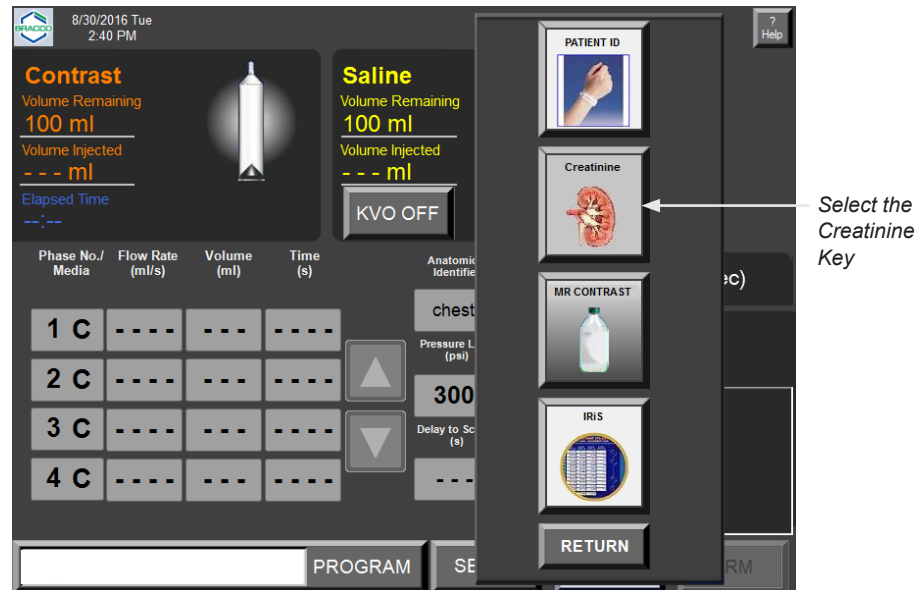 BRACCO
8/30/2016 Tue
2:40 PM
?
Help
Contrast
Volume Remaining
100 ml
Volume Injected
- - - ml
Elapsed Time
--:--
Saline
Volume Remaining
100 ml
Volume Injected
- - - ml
KVO OFF
Phase No./ Flow Rate Volume Time
Media (ml/s) (ml) (s)
1 C - - - - - - - - - - -
2 C - - - - - - - - - - -
3 C - - - - - - - - - - -
4 C - - - - - - - - - - -
Anatomic
Identifie
chest
Pressure L
(psi)
300
Delay to Sc
(s)
- - -
ec)
PATIENT ID
Creatinine
MR CONTRAST
IRiS
RETURN
PROGRAM
SE
RM
Select the
Creatinine
Key